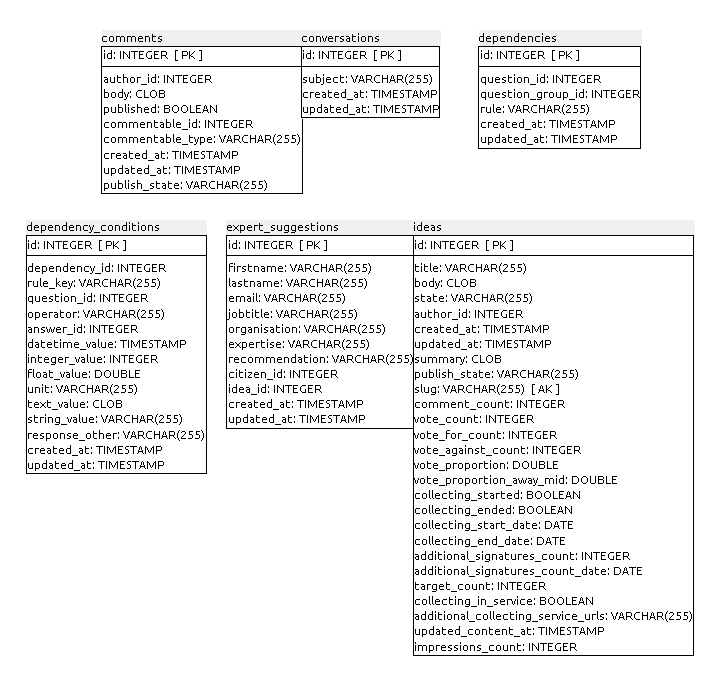 comments
id: INTEGER [ PK ]
author_id: INTEGER
body: CLOB
published: BOOLEAN
commentable_id: INTEGER
commentable_type: VARCHAR(255)
created_at: TIMESTAMP
updated_at: TIMESTAMP
publish_state: VARCHAR(255)
conversations
id: INTEGER [ PK ]
subject: VARCHAR(255)
created_at: TIMESTAMP
updated_at: TIMESTAMP
dependencies
id: INTEGER [ PK ]
question_id: INTEGER
question_group_id: INTEGER
rule: VARCHAR(255)
created_at: TIMESTAMP
updated_at: TIMESTAMP
dependency_conditions
id: INTEGER [ PK ]
dependency_id: INTEGER
rule_key: VARCHAR(255)
question_id: INTEGER
operator: VARCHAR(255)
answer_id: INTEGER
datetime_value: TIMESTAMP
integer_value: INTEGER
float_value: DOUBLE
unit: VARCHAR(255)
text_value: CLOB
string_value: VARCHAR(255)
response_other: VARCHAR(255)
created_at: TIMESTAMP
updated_at: TIMESTAMP
expert_suggestions
id: INTEGER [ PK ]
firstname: VARCHAR(255)
lastname: VARCHAR(255)
email: VARCHAR(255)
jobtitle: VARCHAR(255)
organisation: VARCHAR(255)
expertise: VARCHAR(255)
recommendation: VARCHAR(255)
citizen_id: INTEGER
idea_id: INTEGER
created_at: TIMESTAMP
updated_at: TIMESTAMP
ideas
id: INTEGER [ PK ]
title: VARCHAR(255)
body: CLOB
state: VARCHAR(255)
author_id: INTEGER
created_at: TIMESTAMP
updated_at: TIMESTAMP
summary: CLOB
publish_state: VARCHAR(255)
slug: VARCHAR(255) [ AK ]
comment_count: INTEGER
vote_count: INTEGER
vote_for_count: INTEGER
vote_against_count: INTEGER
vote_proportion: DOUBLE
vote_proportion_away_mid: DOUBLE
collecting_started: BOOLEAN
collecting_ended: BOOLEAN
collecting_start_date: DATE
collecting_end_date: DATE
additional_signatures_count: INTEGER
additional_signatures_count_date: DATE
target_count: INTEGER
collecting_in_service: BOOLEAN
additional_collecting_service_urls: VARCHAR(255)
updated_content_at: TIMESTAMP
impressions_count: INTEGER